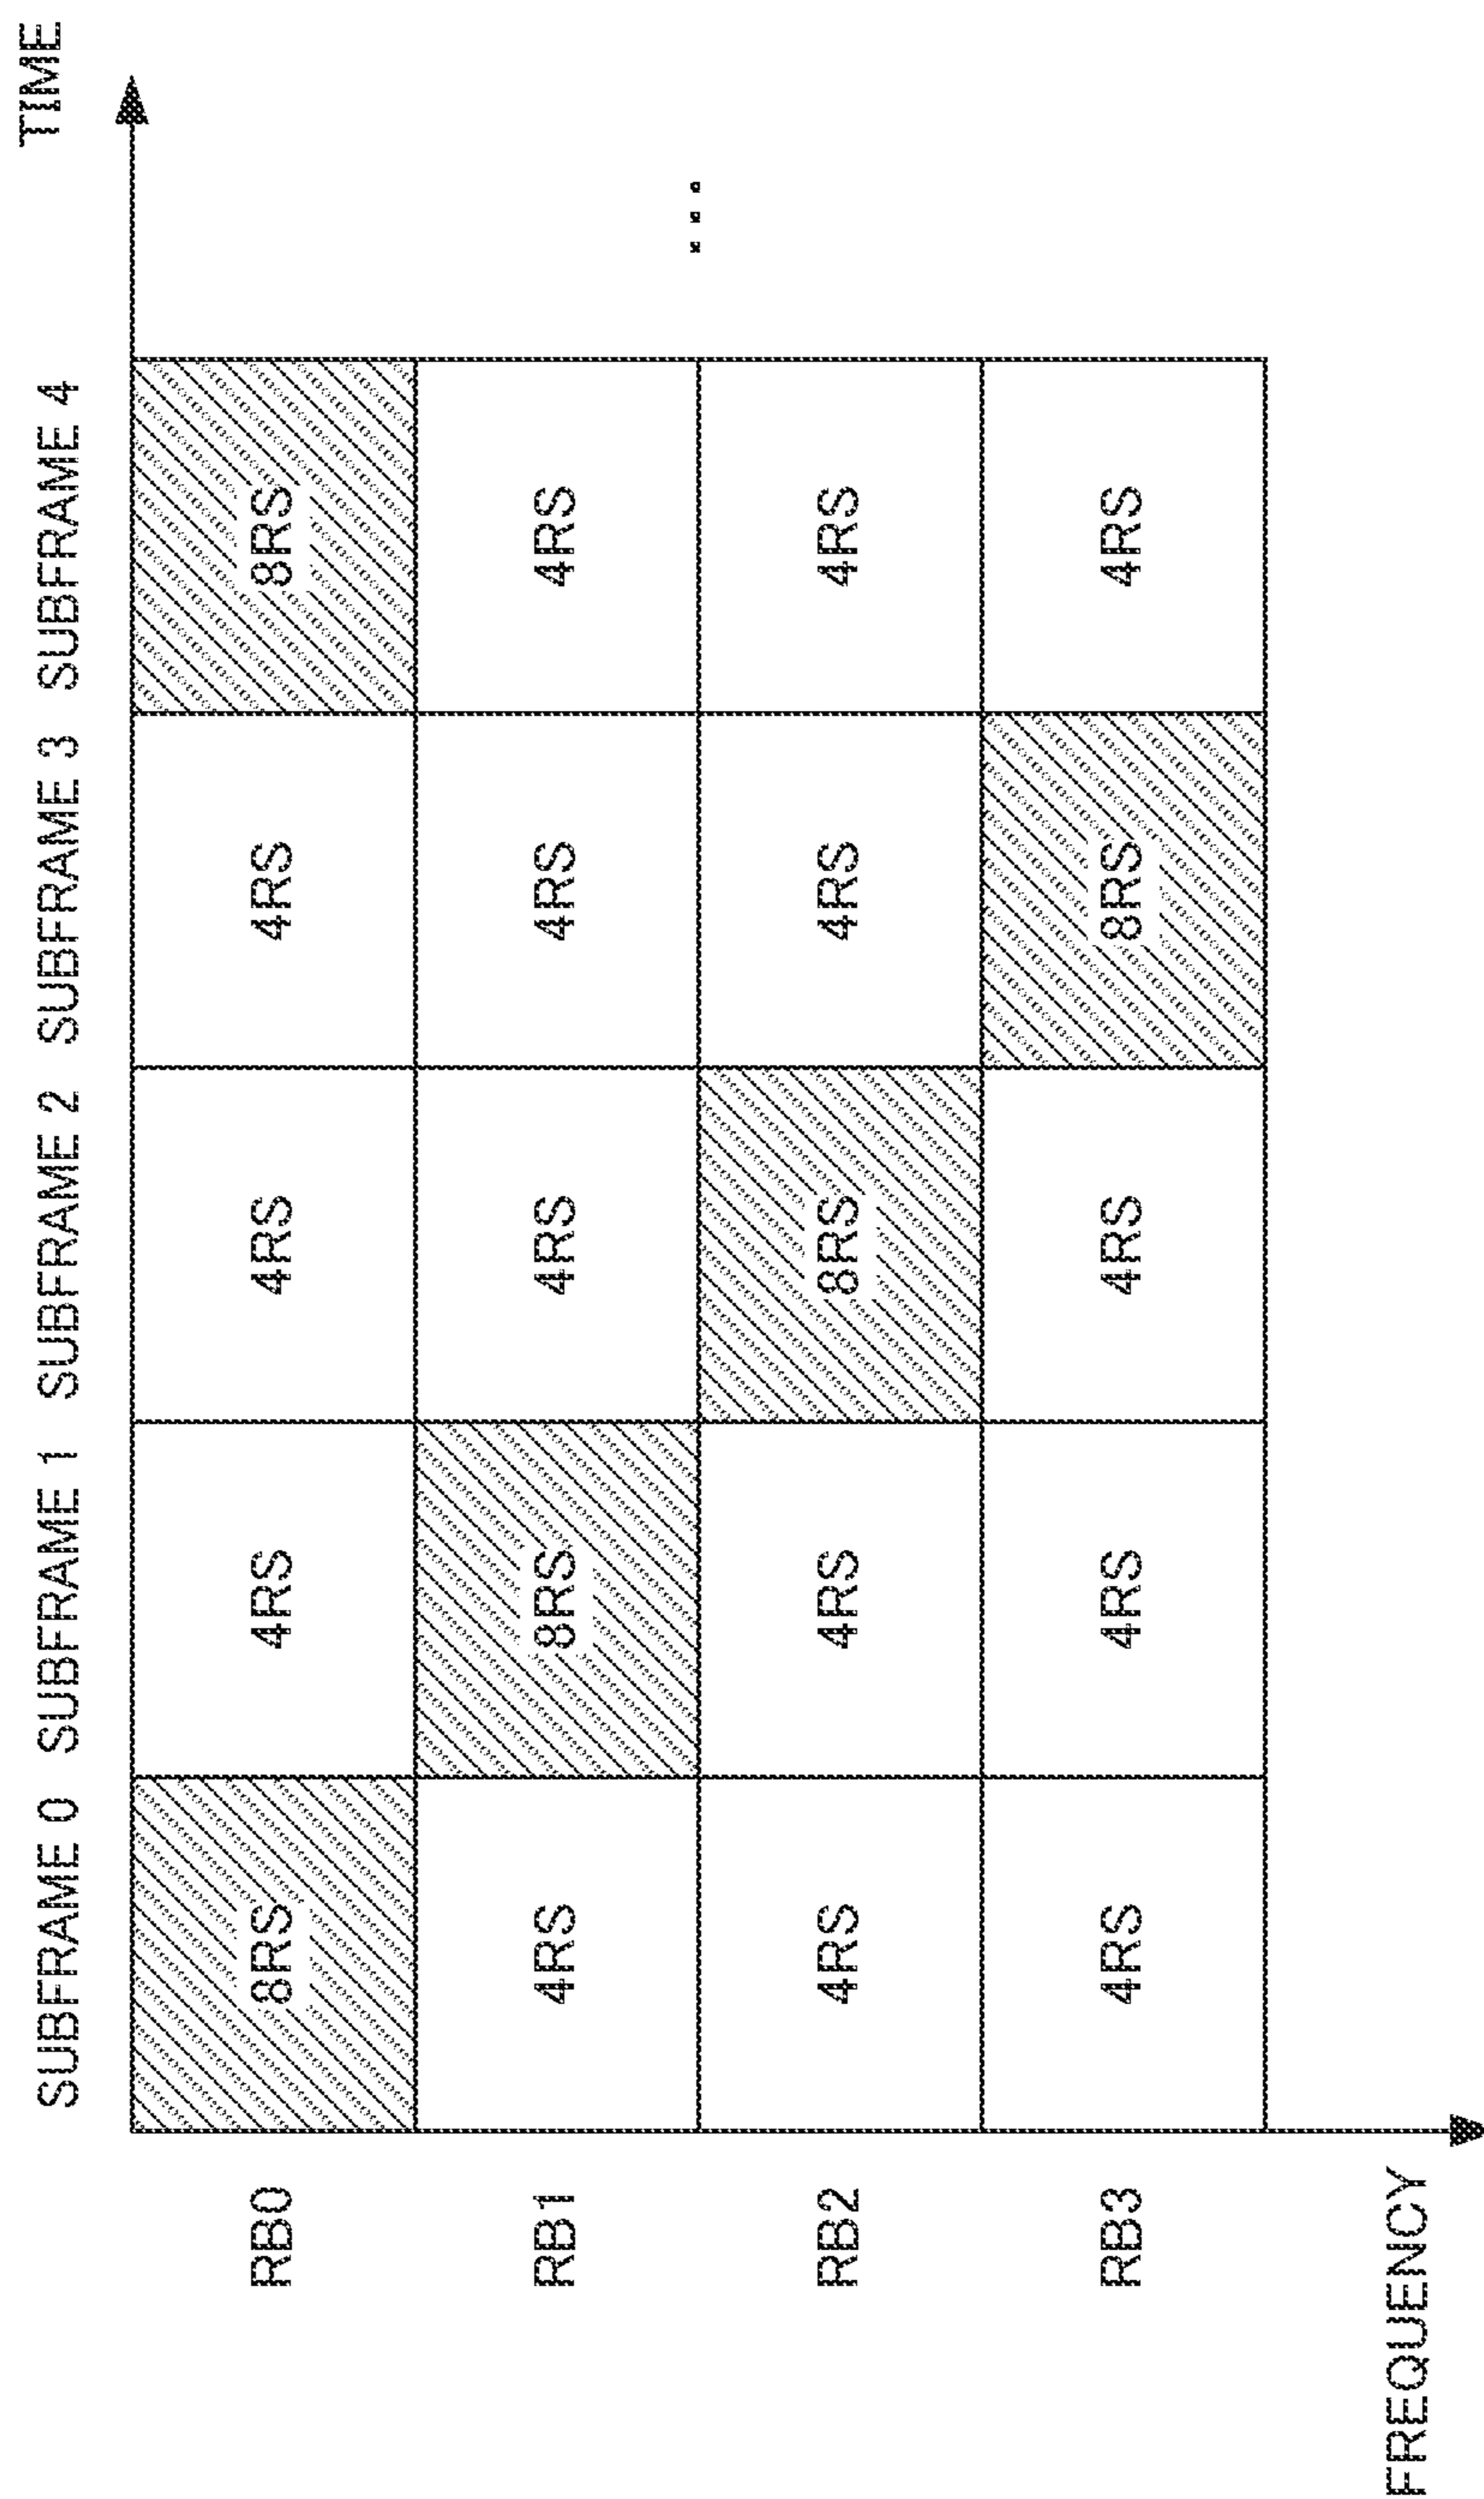 TIME
SUBFRAME 0 SUBFRAME 1 SUBFRAME 2 SUBFRAME 3 SUBFRAME 4
RB0 8RS 4RS 4RS 4RS 8RS
RB1 4RS 8RS 4RS 4RS 4RS ...
RB2 4RS 4RS 8RS 4RS 4RS
RB3 4RS 4RS 4RS 8RS 4RS
FREQUENCY